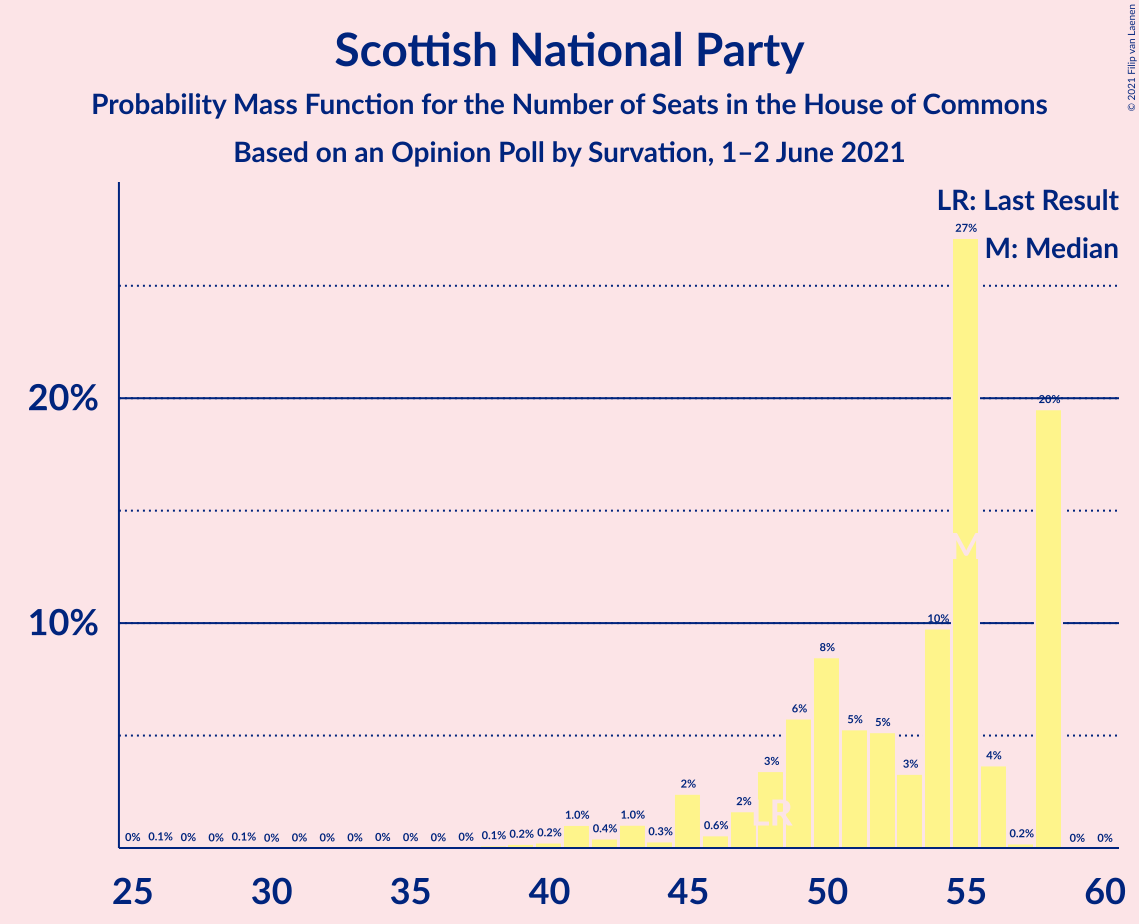 Scottish National Party
Probability Mass Function for the Number of Seats in the House of Commons
Based on an Opinion Poll by Survation, 1–2 June 2021
© 2021 Filip van Laenen
LR: Last Result
M: Median
20%
10%
0% 0.1% 0% 0% 0.1% 0% 0% 0% 0% 0% 0% 0% 0% 0.1% 0.2% 0.2% 1.0% 0.4% 1.0% 0.3% 2% 0.6% 2% 3% 6% 8% 5% 5% 3% 10% 27% 4% 0.2% 20% 0% 0%
M
LR
25 30 35 40 45 50 55 60